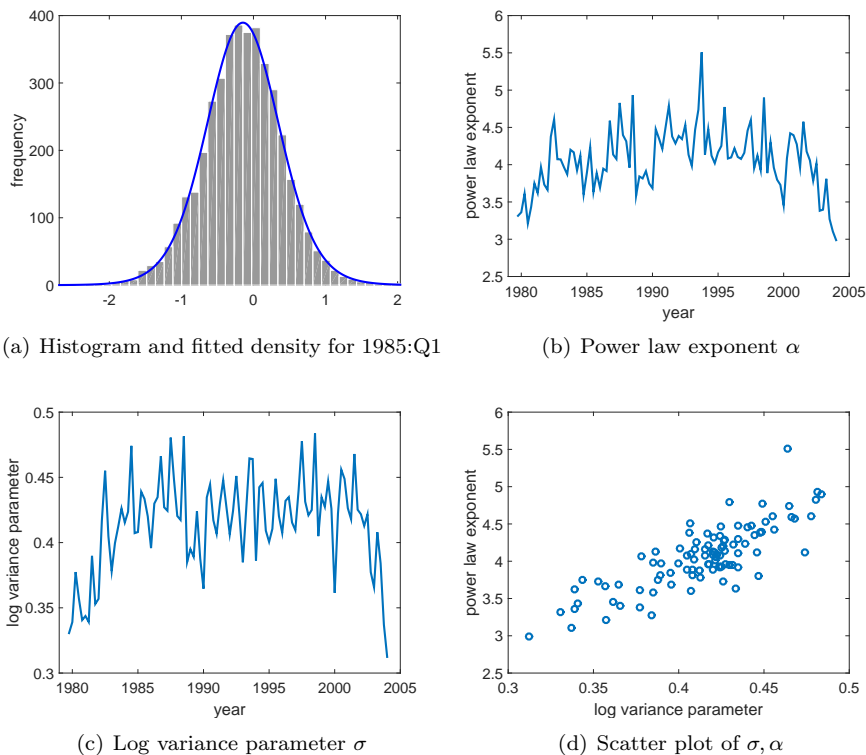 400
300
200
100
0
frequency
-2 -1 0 1 2
(a) Histogram and fitted density for 1985:Q1
6
5.5
5
4.5
4
3.5
3
2.5
power law exponent
1980 1985 1990 1995 2000 2005
year
(b) Power law exponent α
0.5
0.45
0.4
0.35
0.3
log variance parameter
1980 1985 1990 1995 2000 2005
year
(c) Log variance parameter σ
6
5.5
5
4.5
4
3.5
3
2.5
power law exponent
0.3 0.35 0.4 0.45 0.5
log variance parameter
(d) Scatter plot of σ, α